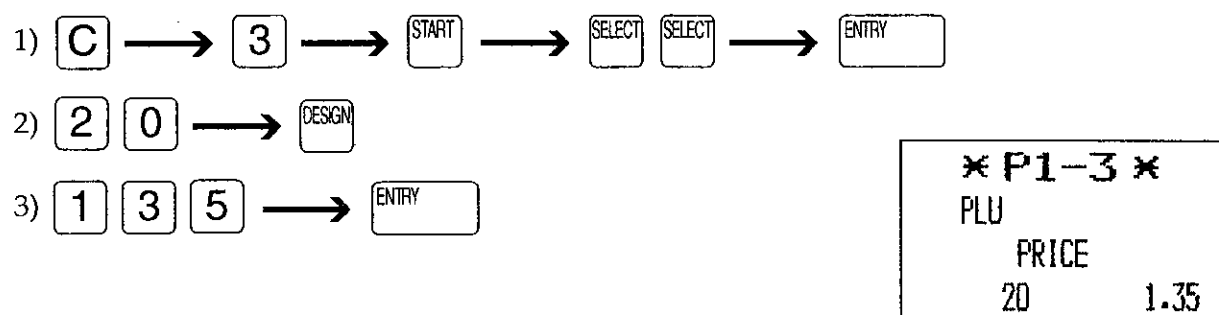 1) C 3 START SELECT SELECT ENTRY
2) 2 0 DESIGN
3) 1 3 5 ENTRY
* P1-3 *
PLU
PRICE
20 1.35